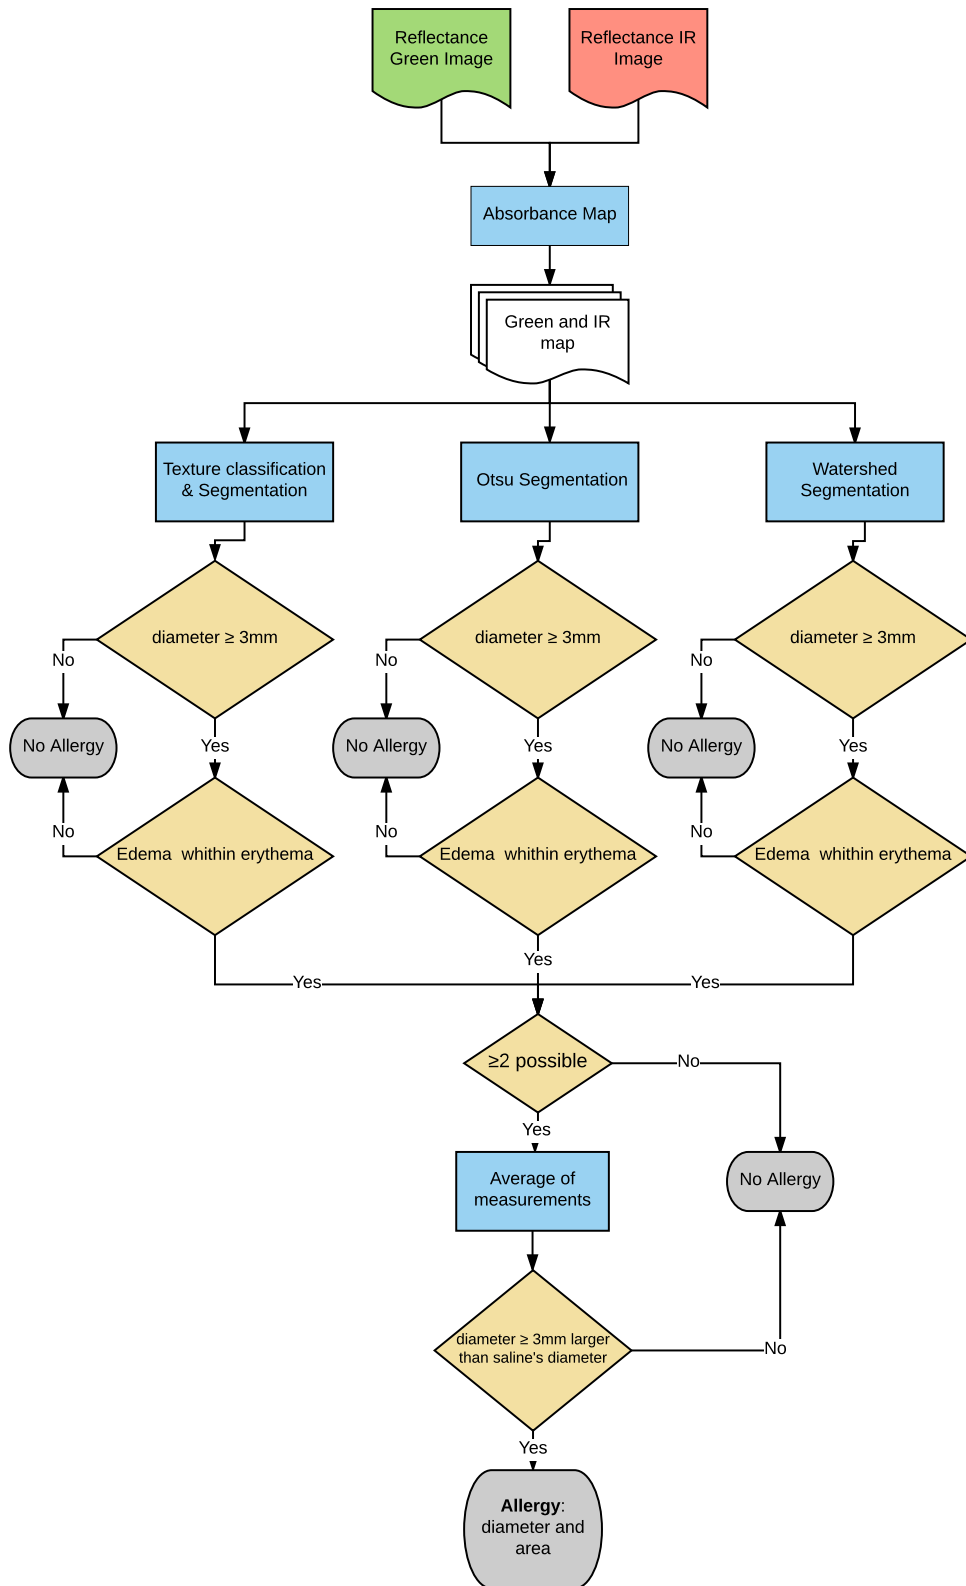 Reflectance
Green Image
Reflectance IR
Image
Absorbance Map
Green and IR
map
Texture classification
& Segmentation
Otsu Segmentation
Watershed
Segmentation
diameter ≥ 3mm
diameter ≥ 3mm
diameter ≥ 3mm
No
No
No
No Allergy
Yes
No Allergy
Yes
No Allergy
Yes
No
No
No
Edema  whithin erythema
Edema  whithin erythema
Edema  whithin erythema
Yes
Yes
Yes
≥2 possible
No
Yes
Average of
measurements
No Allergy
diameter ≥ 3mm larger
than saline's diameter
No
Yes
Allergy:
diameter and
area